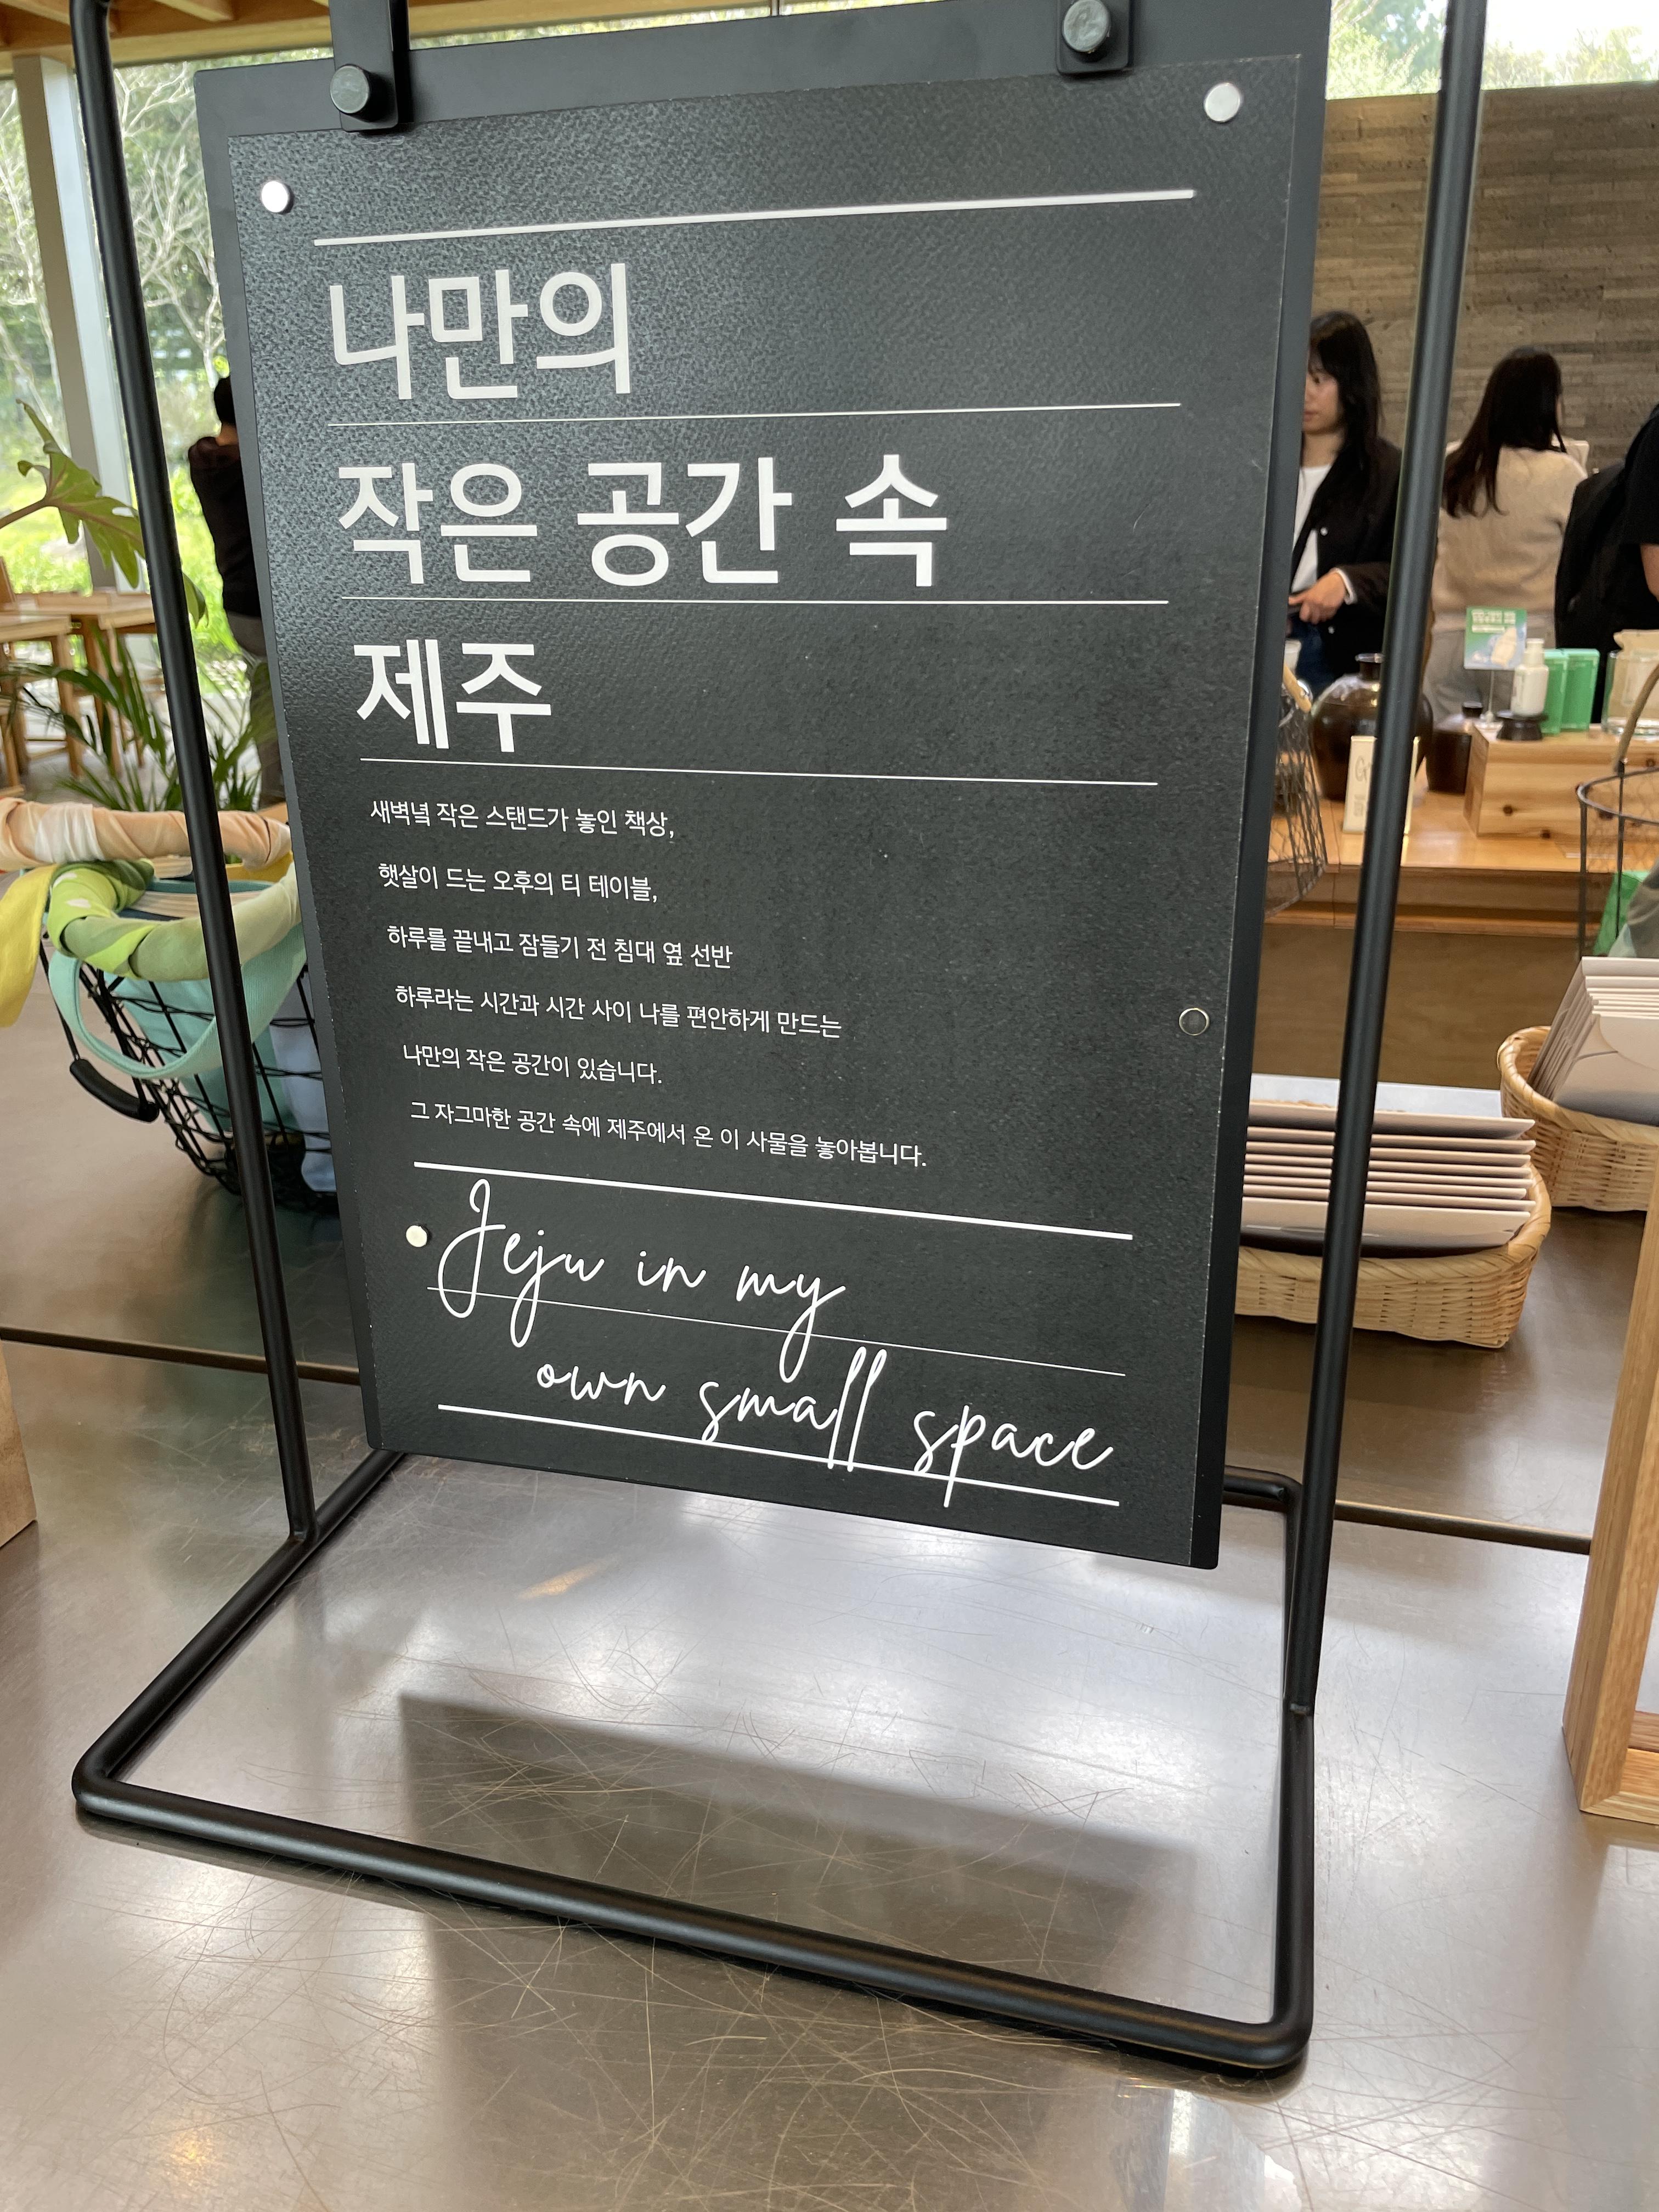 나만의
작은 공간 속
제주
새벽녘 작은 스탠드가 놓인 책상,
햇살이 드는 오후의 티 테이블,
하루를 끝내고 잠들기 전 침대 옆 선반
하루라는 시간과 시간 사이 나를 편안하게 만드는
나만의 작은 공간이 있습니다.
그 자그마한 공간 속에 제주에서 온 이 사물을 놓아봅니다.
Jeju in my
own small space